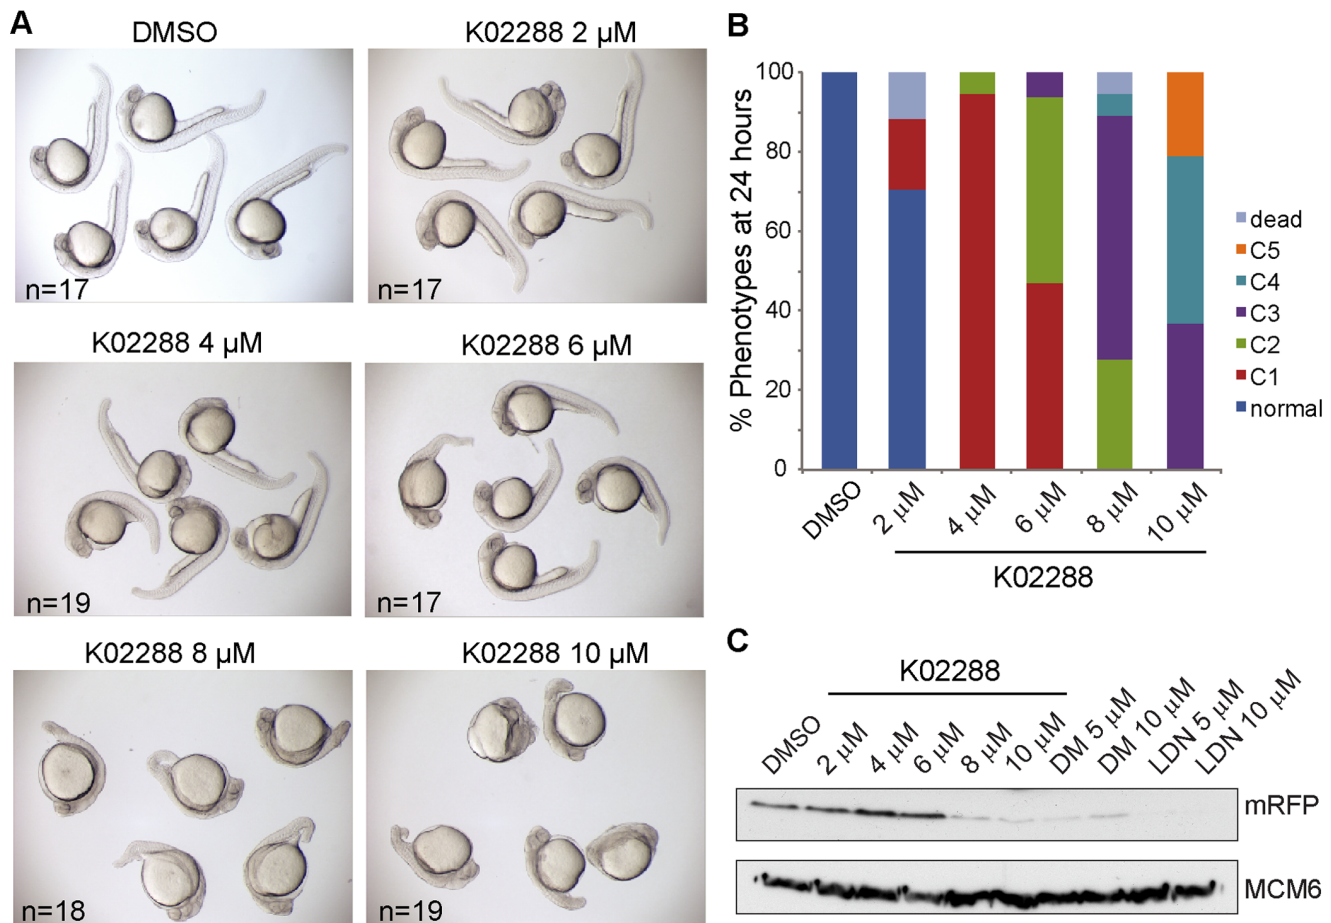 A
DMSO
n=17
K02288 2 µM
n=17
K02288 4 µM
n=19
K02288 6 µM
n=17
K02288 8 µM
n=18
K02288 10 µM
n=19
B
% Phenotypes at 24 hours
100
80
60
40
20
0
DMSO
2 µM
4 µM
6 µM
8 µM
10 µM
K02288
dead
C5
C4
C3
C2
C1
normal
C
K02288
DMSO
2 µM
4 µM
6 µM
8 µM
10 µM
DM 5 µM
DM 10 µM
LDN 5 µM
LDN 10 µM
mRFP
MCM6